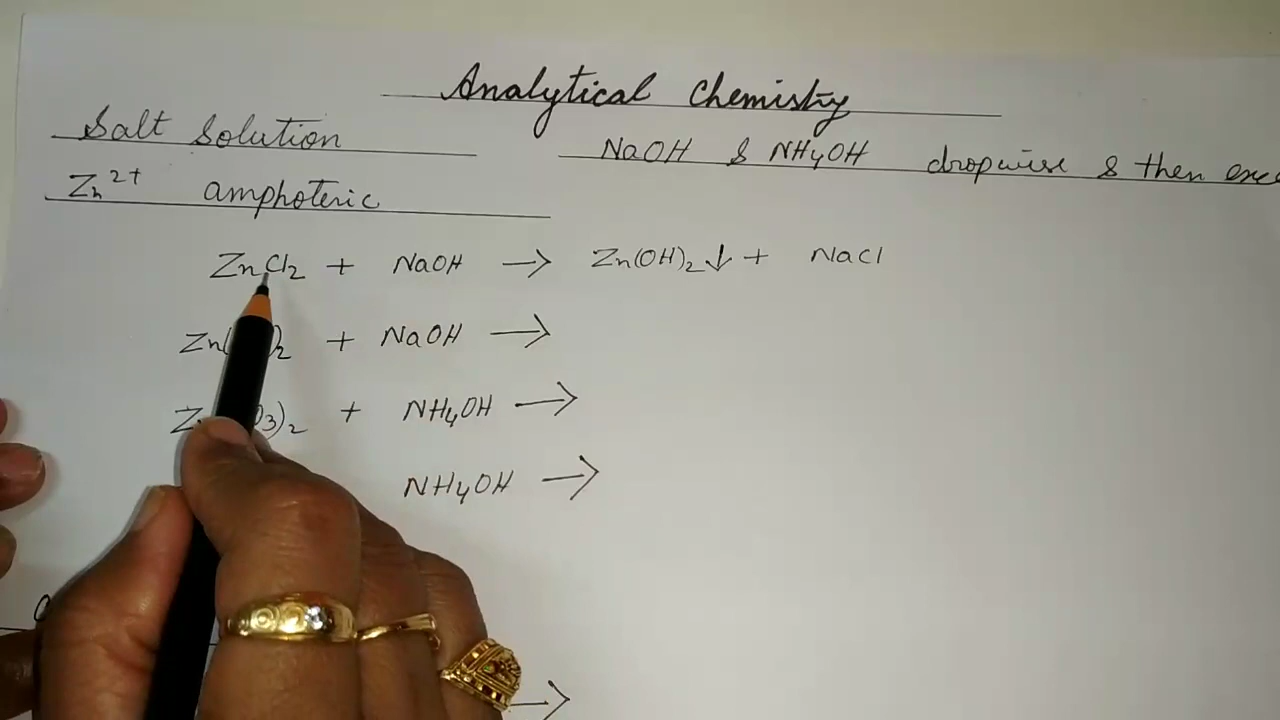 Analytical Chemistry
Salt Solution NaOH & NH4OH dropwise & then exce
Zn2+ amphoteric
ZnCl2 + NaOH → Zn(OH)2↓ + NaCl
+ NaOH →
+ NH4OH →
NH4OH →
→